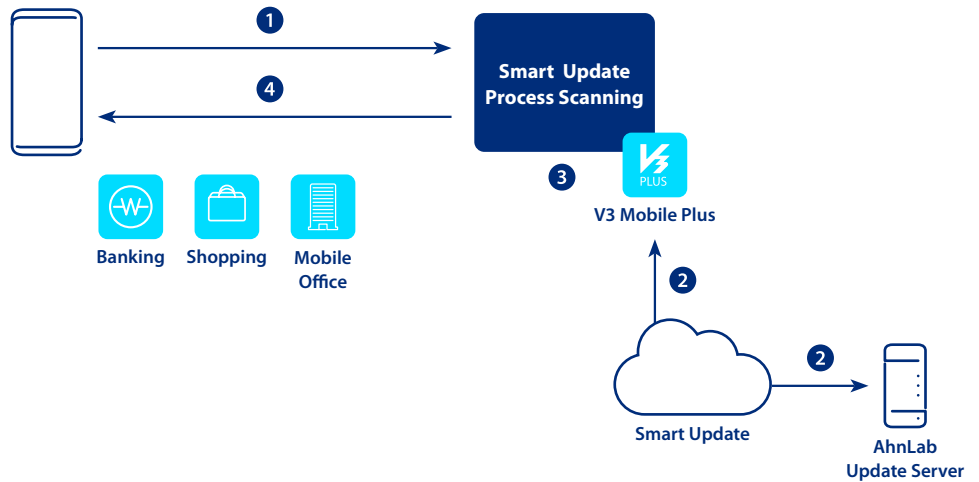 1
Smart Update
Process Scanning
4
3
V3
PLUS
V3 Mobile Plus
W
Banking
Shopping
Mobile
Office
2
2
Smart Update
AhnLab
Update Server